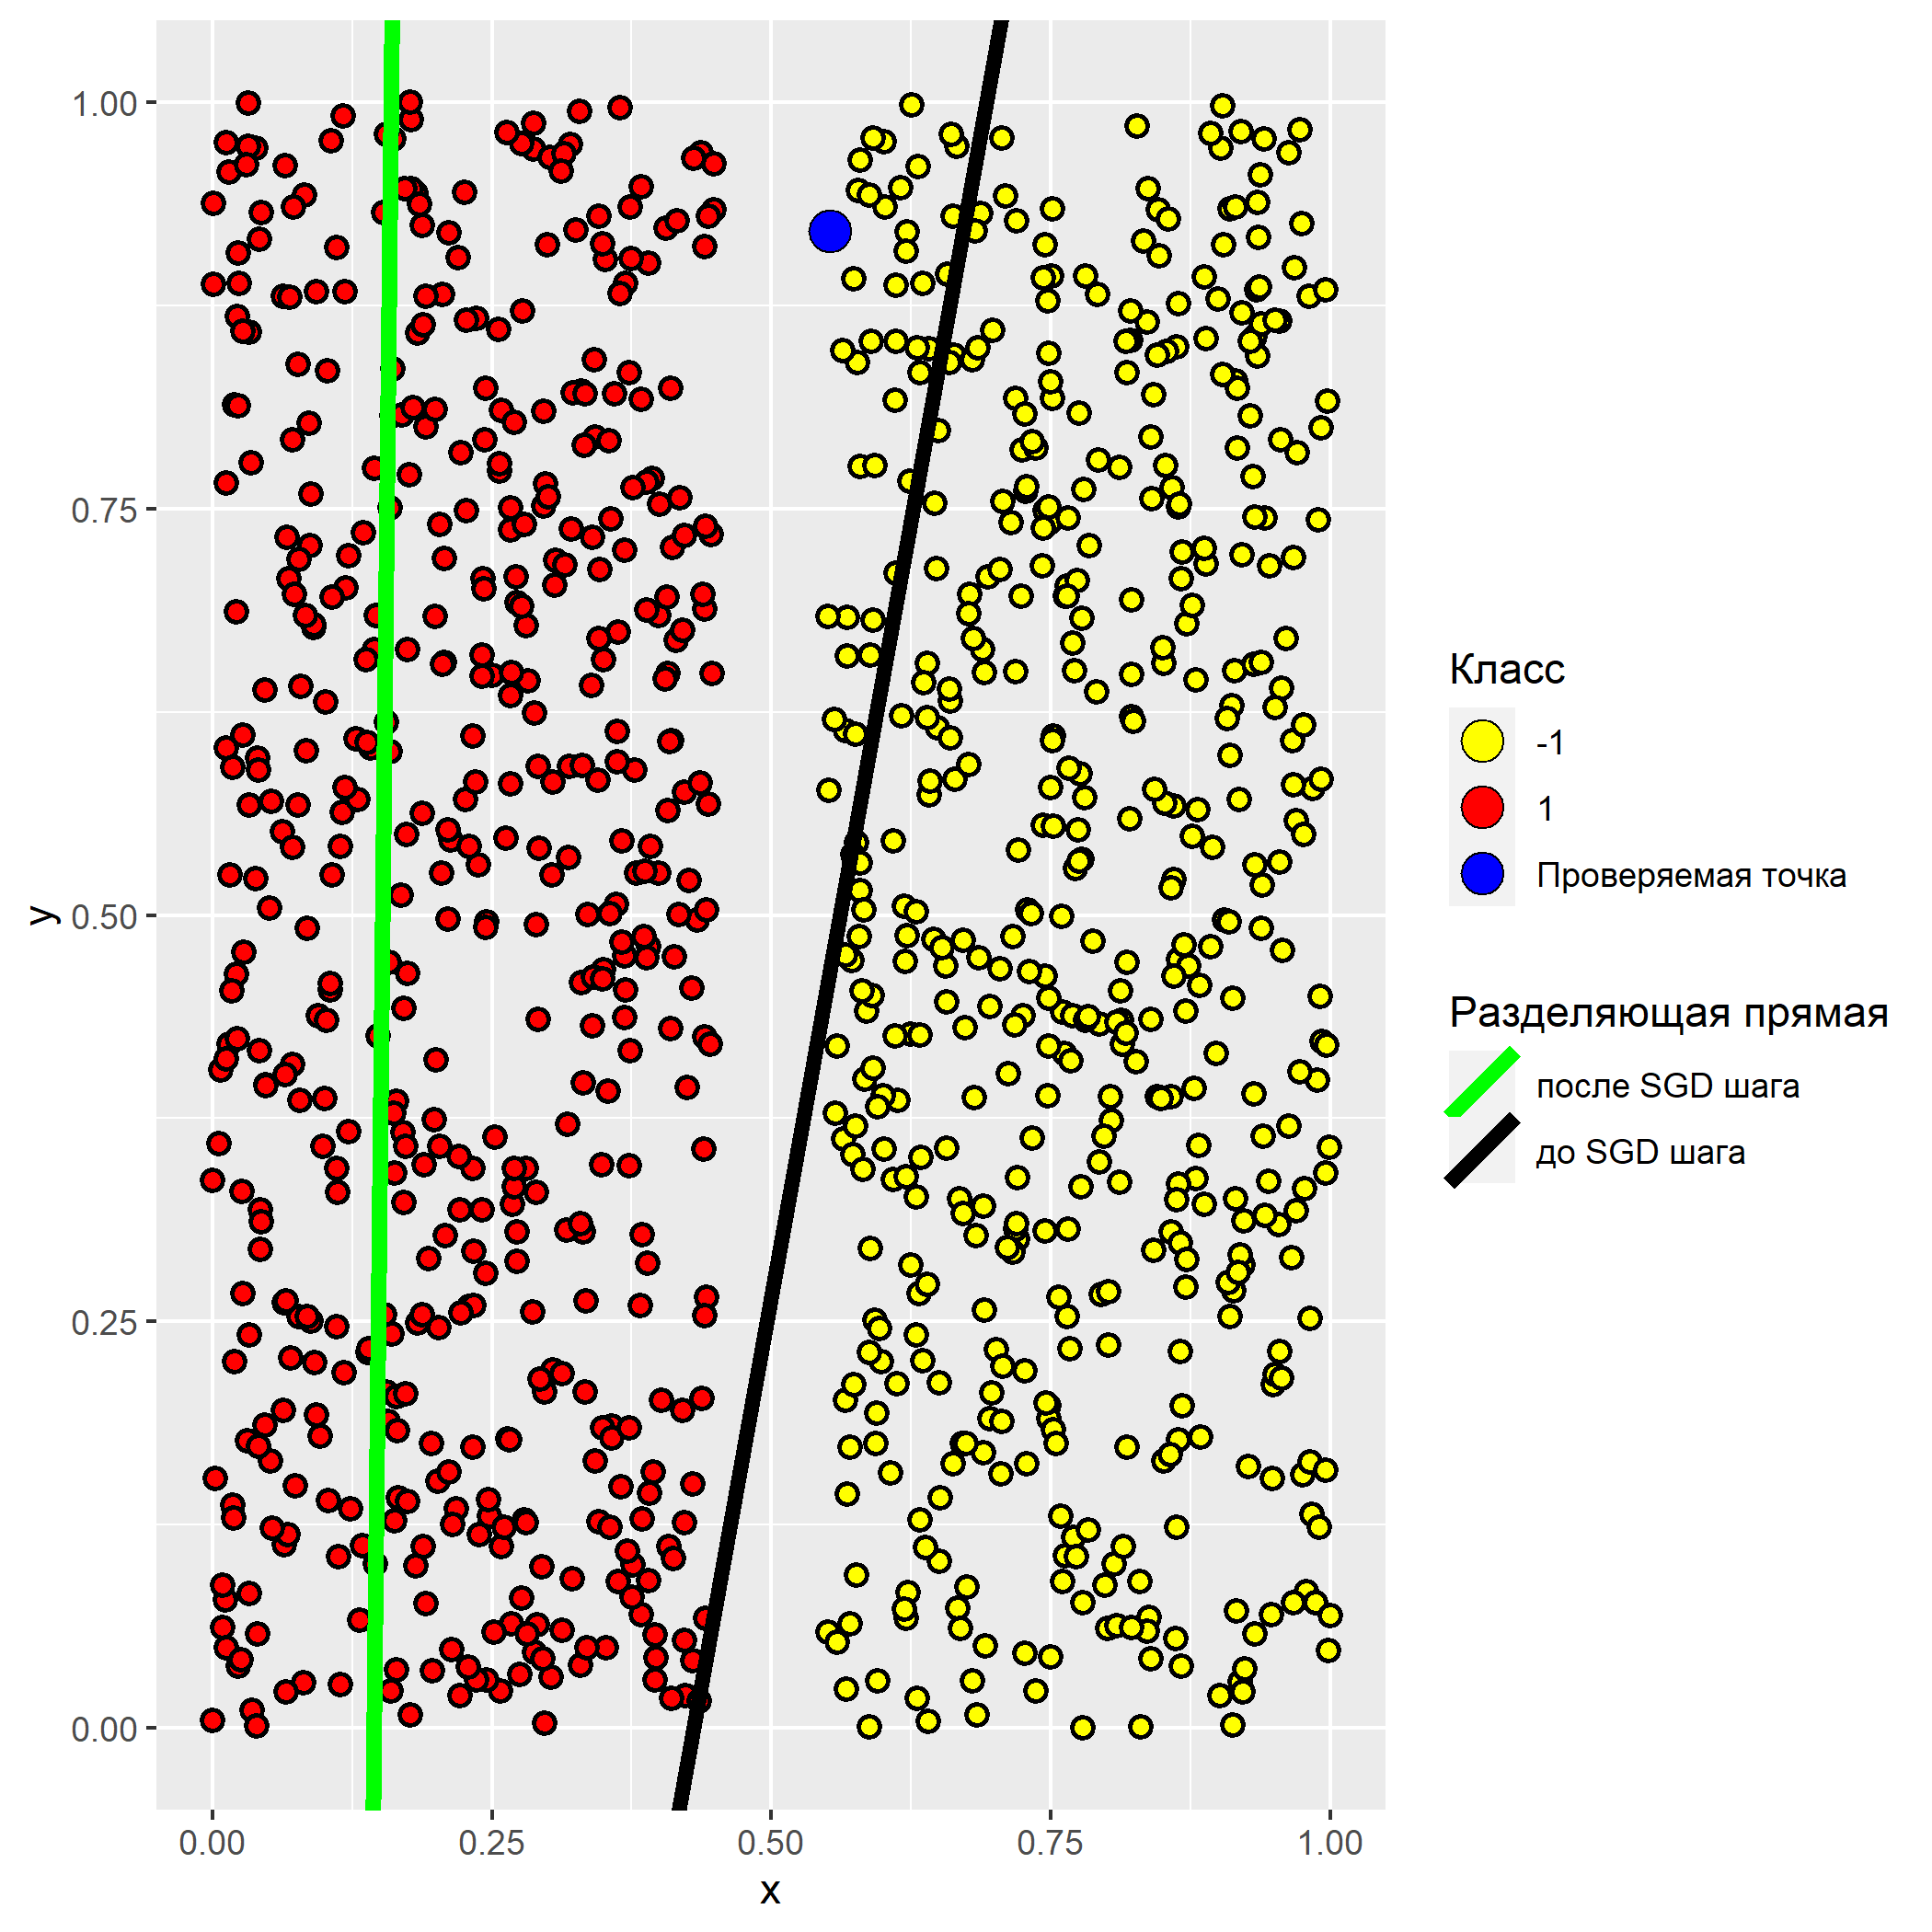 1.00
0.75
0.50
0.25
0.00
y
0.00 0.25 0.50 0.75 1.00
x
Класс
-1
1
Проверяемая точка
Разделяющая прямая
после SGD шага
до SGD шага